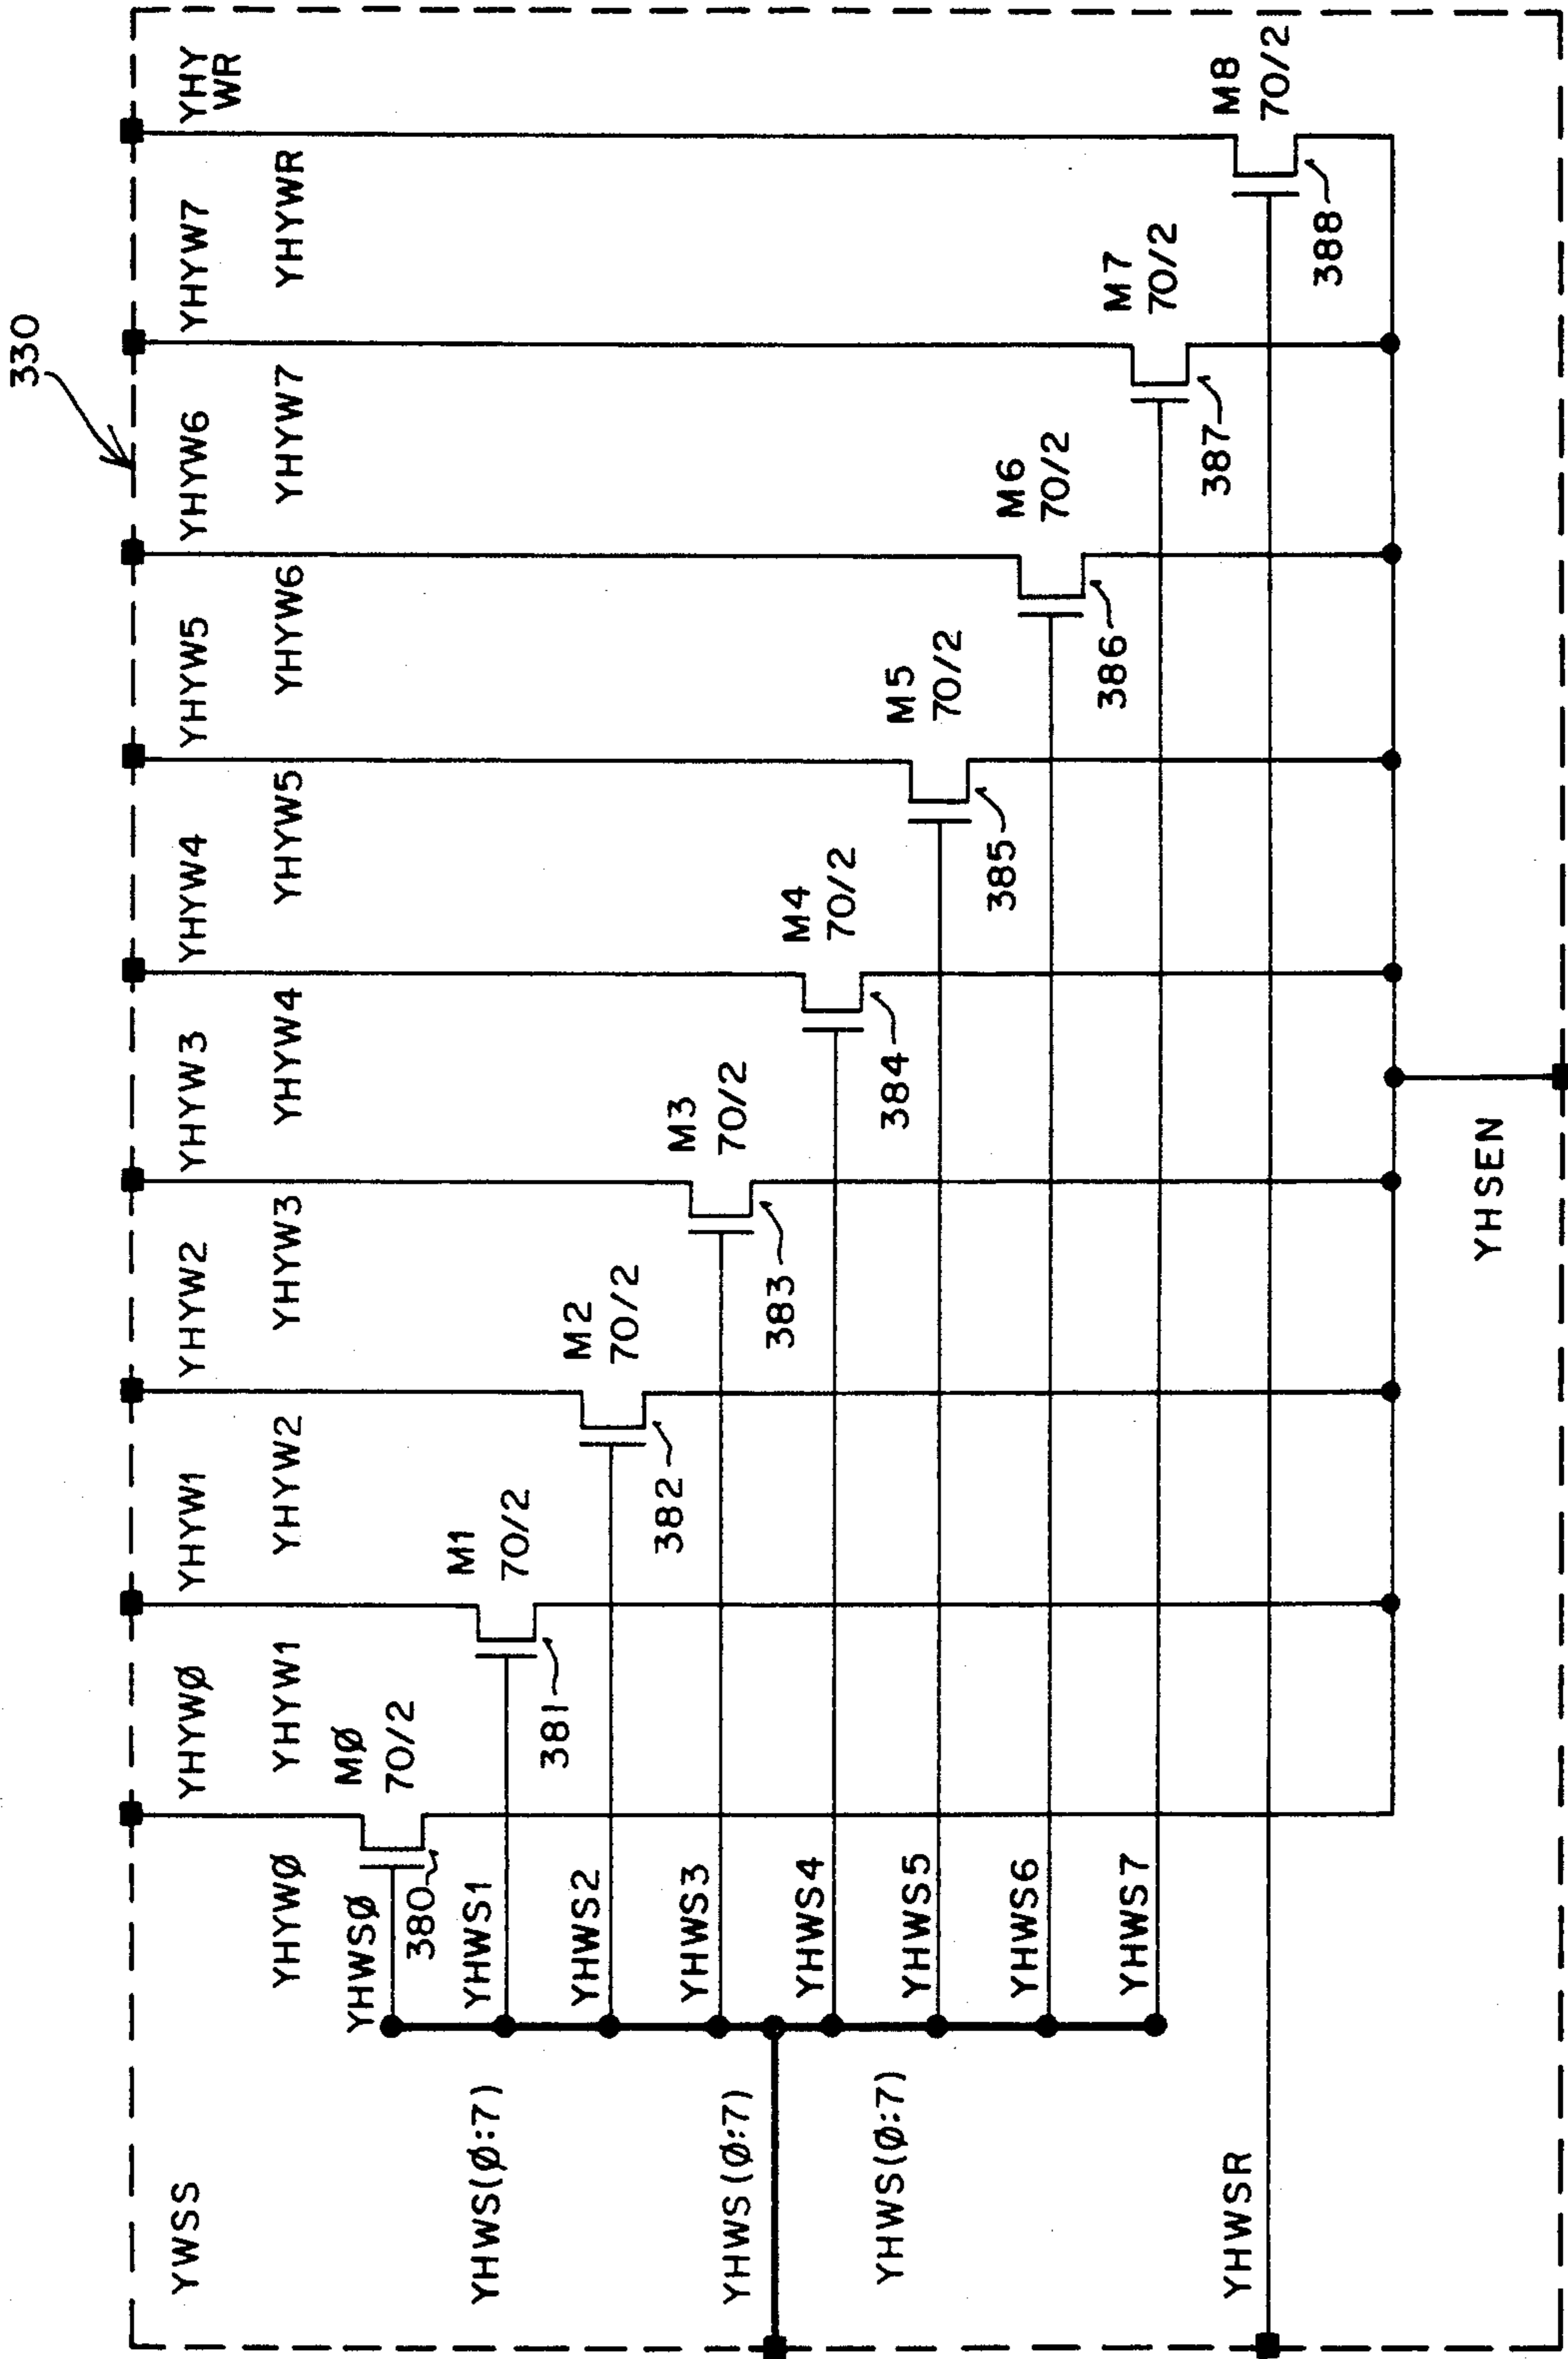 330
YWSS
YHYWØ
YHYW1
YHYW2
YHYW3
YHYW4
YHYW5
YHYW6
YHYW7
YHY
WR
YHYWØ
YHYW1
YHYW2
YHYW3
YHYW4
YHYW5
YHYW6
YHYW7
YHYWR
MØ
70/2
380
M1
70/2
381
M2
70/2
382
M3
70/2
383
M4
70/2
384
M5
70/2
385
M6
70/2
386
M7
70/2
387
M8
70/2
388
YHWSØ
YHWS1
YHWS2
YHWS3
YHWS4
YHWS5
YHWS6
YHWS7
YHWS(Ø:7)
YHWS(Ø:7)
YHWS(Ø:7)
YHWSR
YHSEN